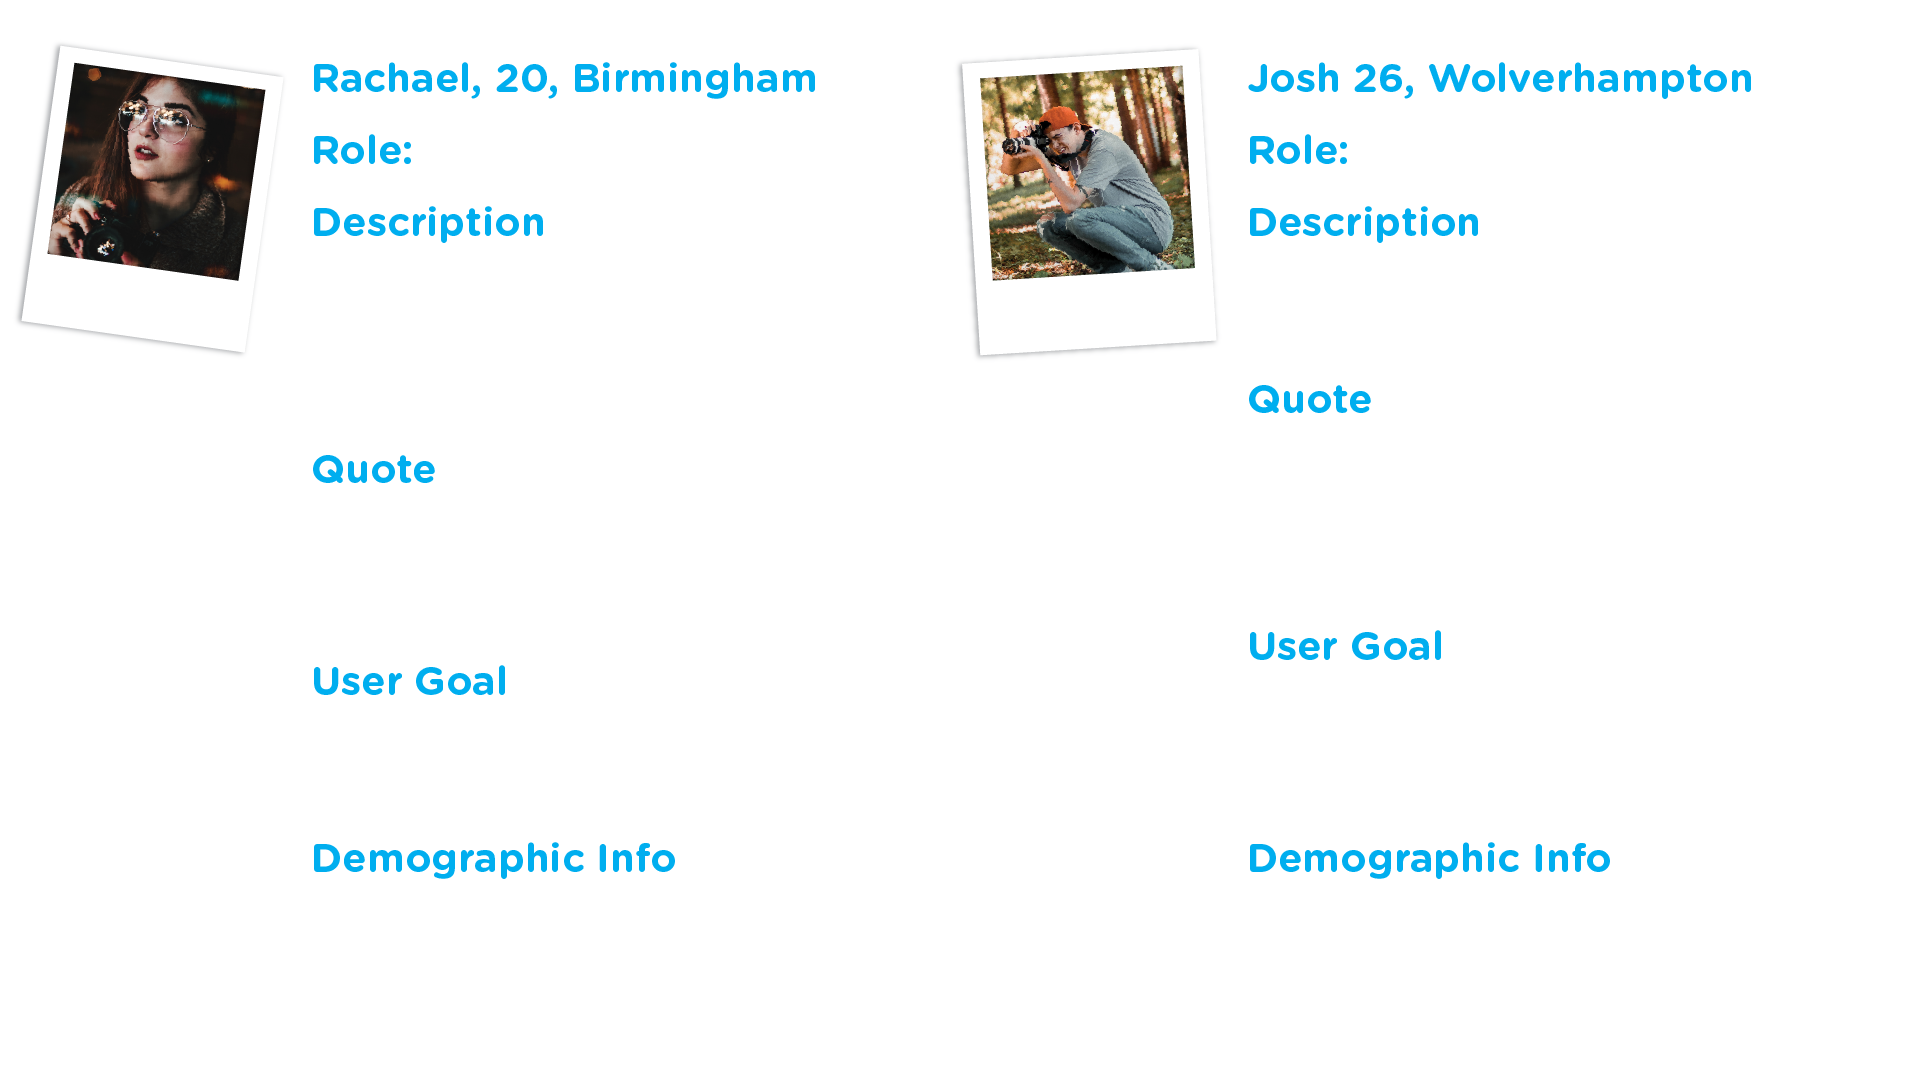 Rachael, 20, Birmingham
Role:
Description
Quote
User Goal
Demographic Info
Josh 26, Wolverhampton
Role:
Description
Quote
User Goal
Demographic Info